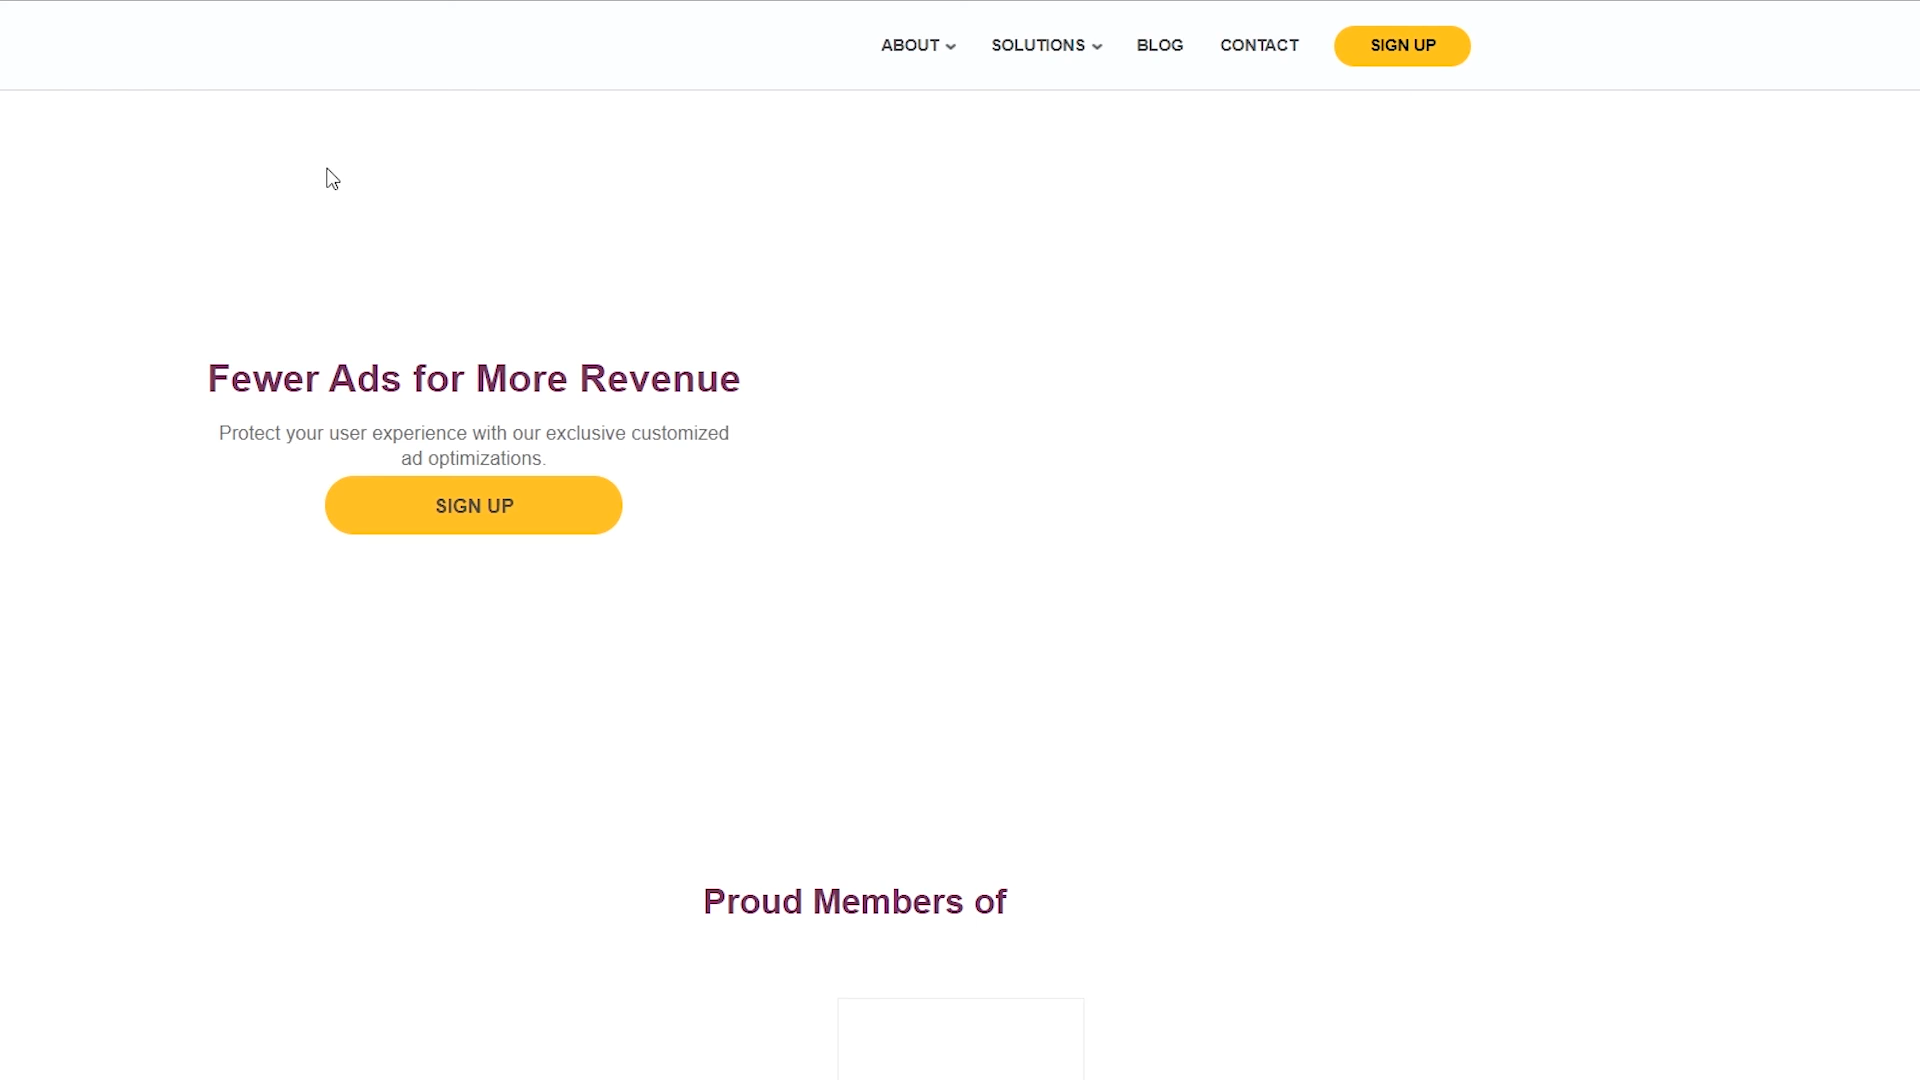 ABOUT SOLUTIONS BLOG CONTACT SIGN UP
Fewer Ads for More Revenue
Protect your user experience with our exclusive customized
ad optimizations.
SIGN UP
Proud Members of